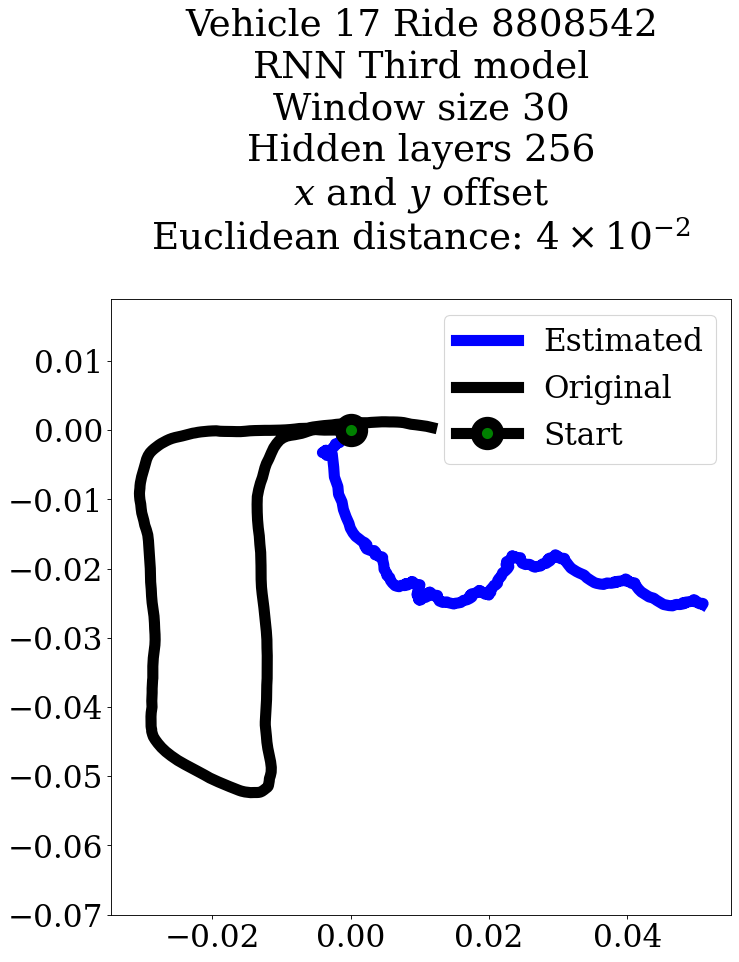 Vehicle 17 Ride 8808542
RNN Third model
Window size 30
Hidden layers 256
x and y offset
Euclidean distance: 4 × 10⁻²
Estimated
Original
Start
0.01
0.00
−0.01
−0.02
−0.03
−0.04
−0.05
−0.06
−0.07
−0.02 0.00 0.02 0.04